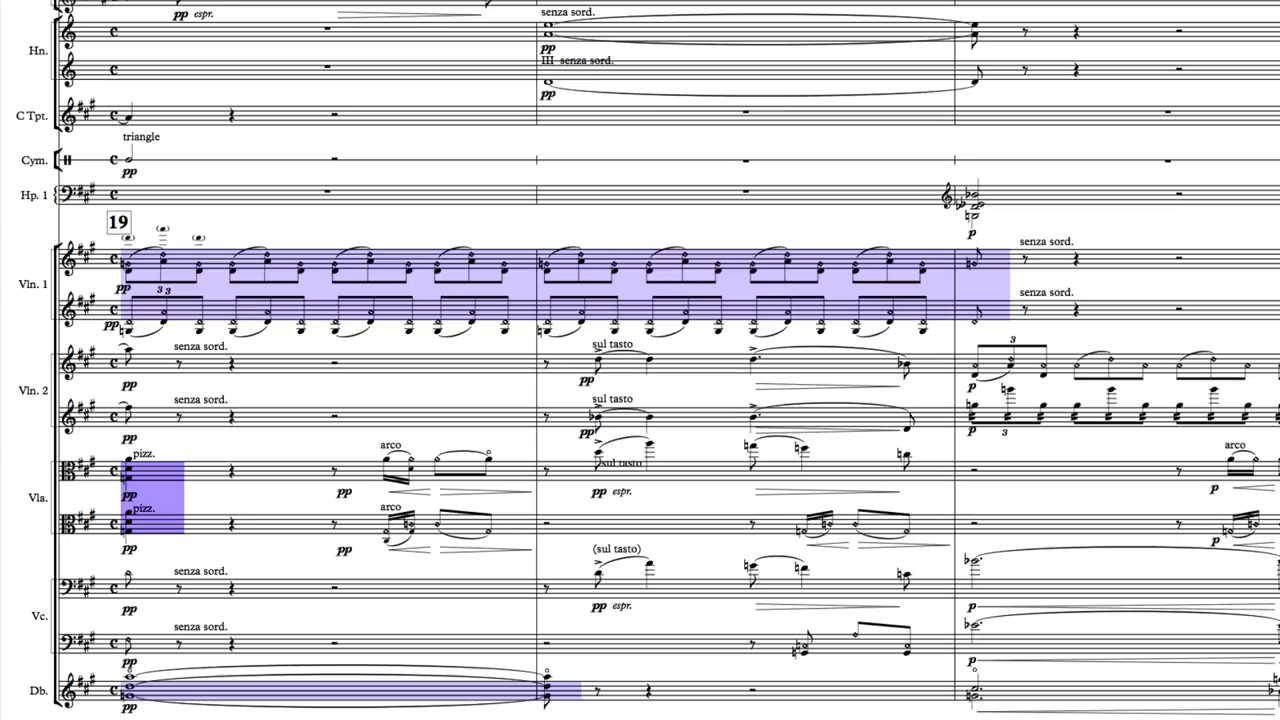 pp espr.
senza sord.
Hn.
pp
III senza sord.
pp
C Tpt.
triangle
Cym.
pp
Hp. 1
p
19
senza sord.
Vln. 1
pp 3 3
senza sord.
pp
senza sord. sul tasto 3
pp pp p
Vln. 2
senza sord. sul tasto
pp pp p 3
pizz. arco arco
sul tasto
pp pp pp espr. p
Vla.
pizz. arco
pp pp p
(sul tasto)
senza sord.
pp pp espr. p
Vc.
senza sord.
pp p
Db.
pp